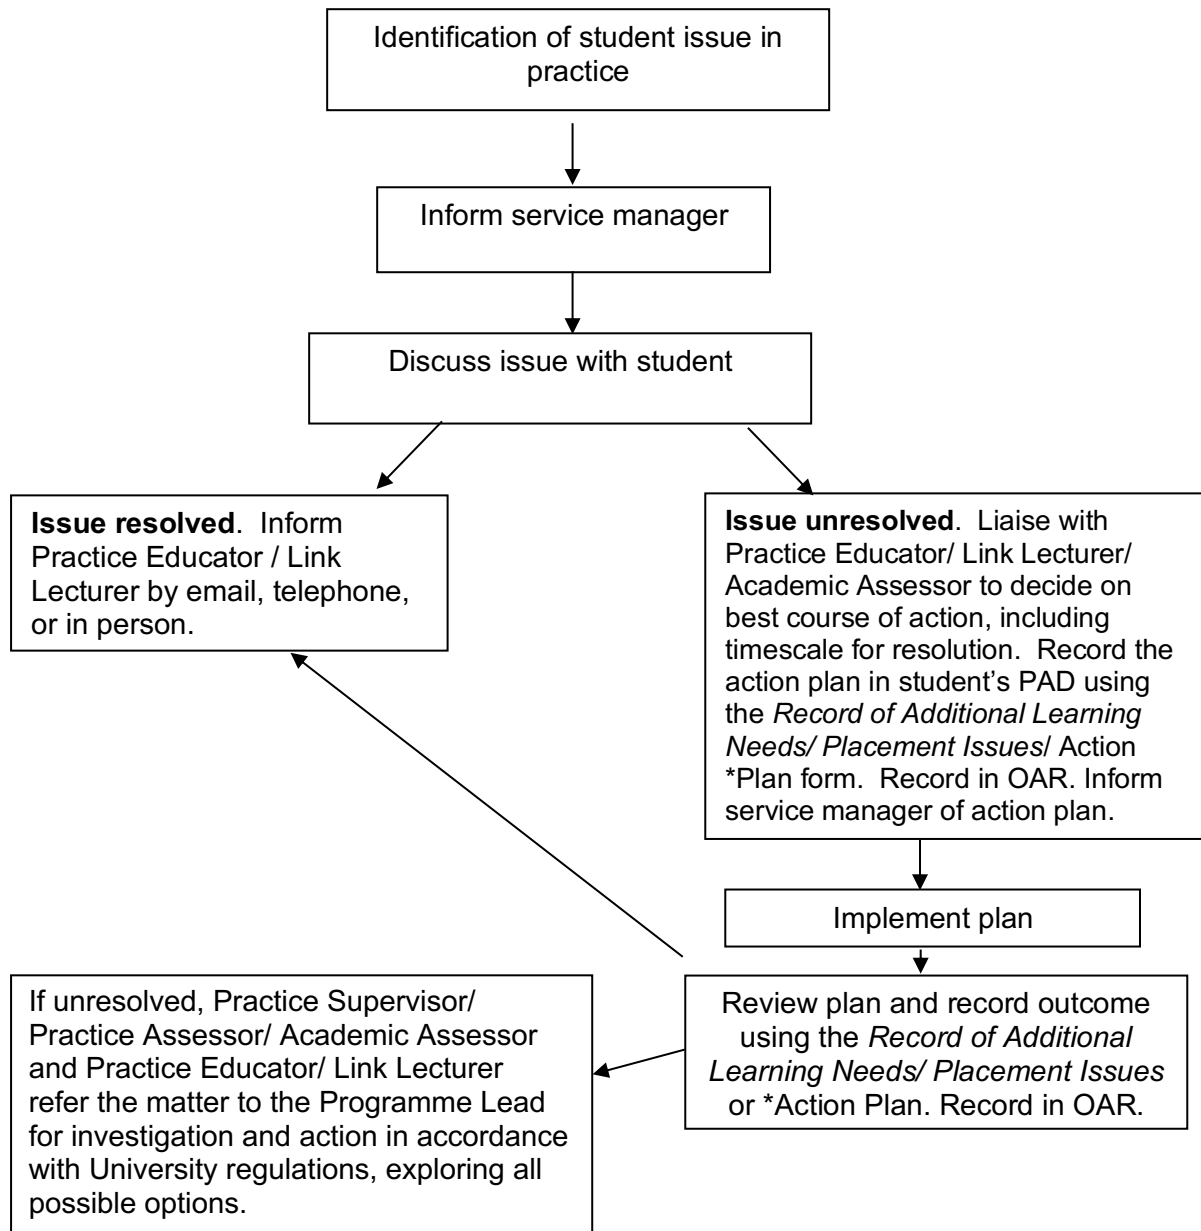 Identification of student issue in
practice
Inform service manager
Discuss issue with student
Issue resolved. Inform
Practice Educator / Link
Lecturer by email, telephone,
or in person.
Issue unresolved. Liaise with
Practice Educator/ Link Lecturer/
Academic Assessor to decide on
best course of action, including
timescale for resolution. Record the
action plan in student's PAD using
the Record of Additional Learning
Needs/ Placement Issues/ Action
*Plan form. Record in OAR. Inform
service manager of action plan.
Implement plan
Review plan and record outcome
using the Record of Additional
Learning Needs/ Placement Issues
or *Action Plan. Record in OAR.
If unresolved, Practice Supervisor/
Practice Assessor/ Academic Assessor
and Practice Educator/ Link Lecturer
refer the matter to the Programme Lead
for investigation and action in accordance
with University regulations, exploring all
possible options.